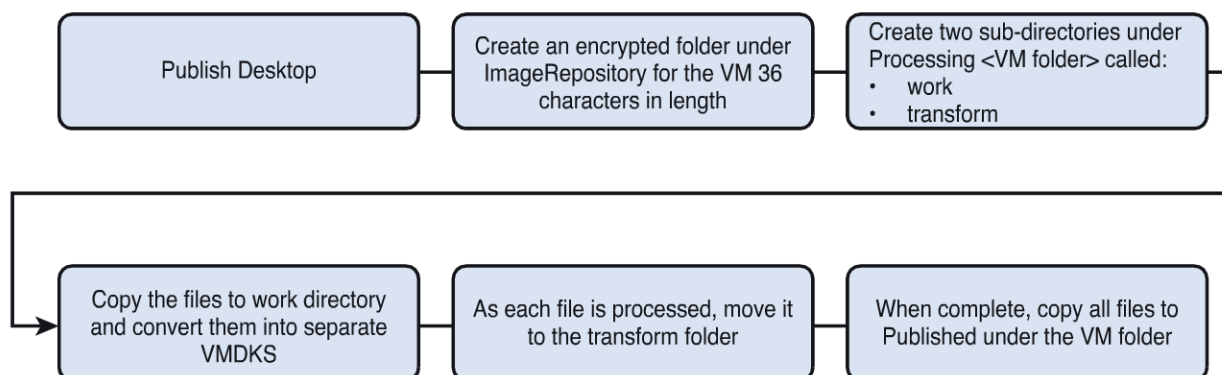 Publish Desktop
Create an encrypted folder under
ImageRepository for the VM 36
characters in length
Create two sub-directories under
Processing <VM folder> called:
• work
• transform
Copy the files to work directory
and convert them into separate
VMDKS
As each file is processed, move it
to the transform folder
When complete, copy all files to
Published under the VM folder